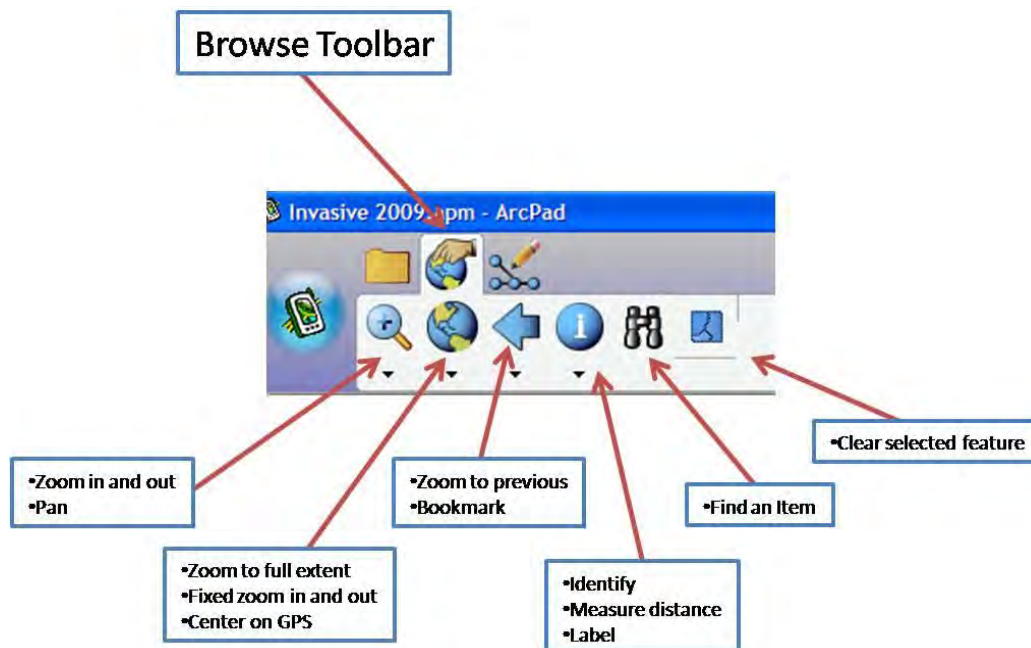 Browse Toolbar
Invasive 2009.apm - ArcPad
•Clear selected feature
•Zoom in and out
•Pan
•Zoom to previous
•Bookmark
•Find an Item
•Zoom to full extent
•Fixed zoom in and out
•Center on GPS
•Identify
•Measure distance
•Label